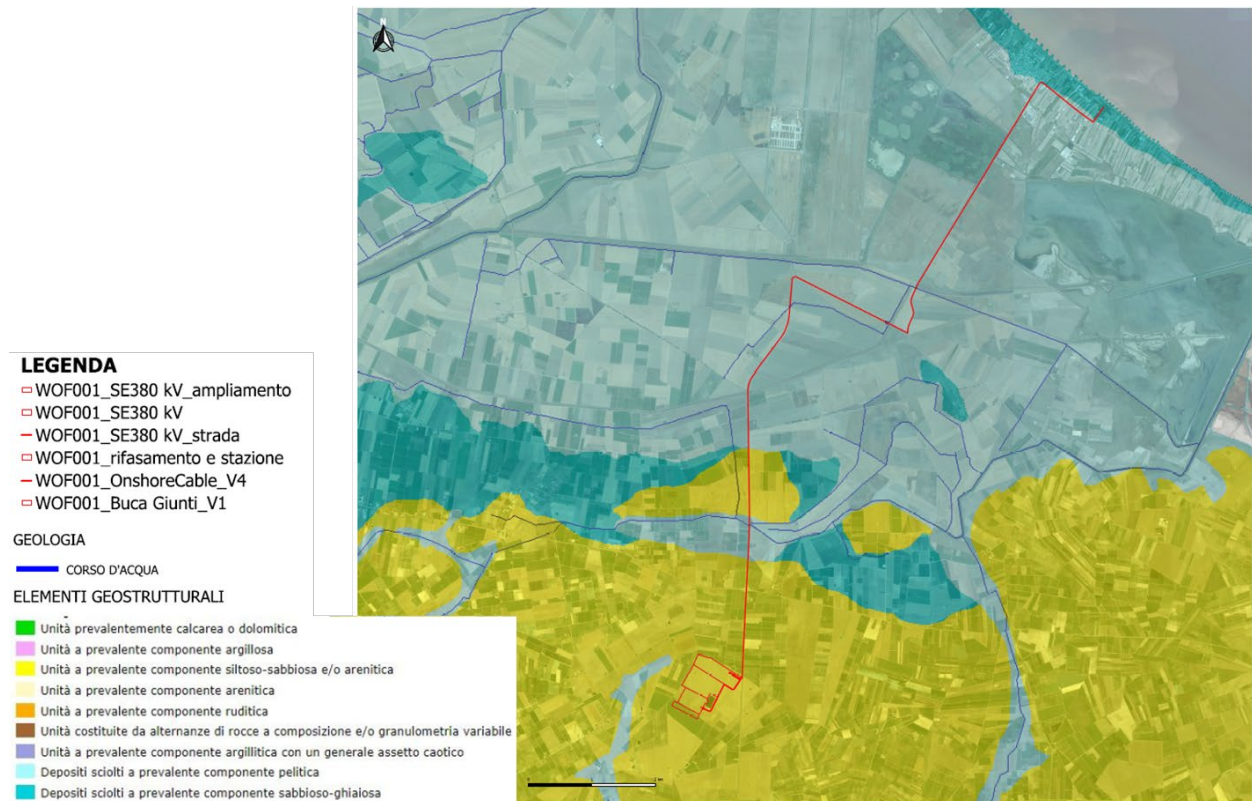 N
LEGENDA
WOF001_SE380 kV_ampliamento
WOF001_SE380 kV
WOF001_SE380 kV_strada
WOF001_rifasamento e stazione
WOF001_OnshoreCable_V4
WOF001_Buca Giunti_V1
GEOLOGIA
CORSO D'ACQUA
ELEMENTI GEOSTRUTTURALI
Unità prevalentemente calcarea o dolomitica
Unità a prevalente componente argillosa
Unità a prevalente componente siltoso-sabbiosa e/o arenitica
Unità a prevalente componente arenitica
Unità a prevalente componente ruditica
Unità costituite da alternanze di rocce a composizione e/o granulometria variabile
Unità a prevalente componente argillitica con un generale assetto caotico
Depositi sciolti a prevalente componente pelitica
Depositi sciolti a prevalente componente sabbioso-ghiaiosa